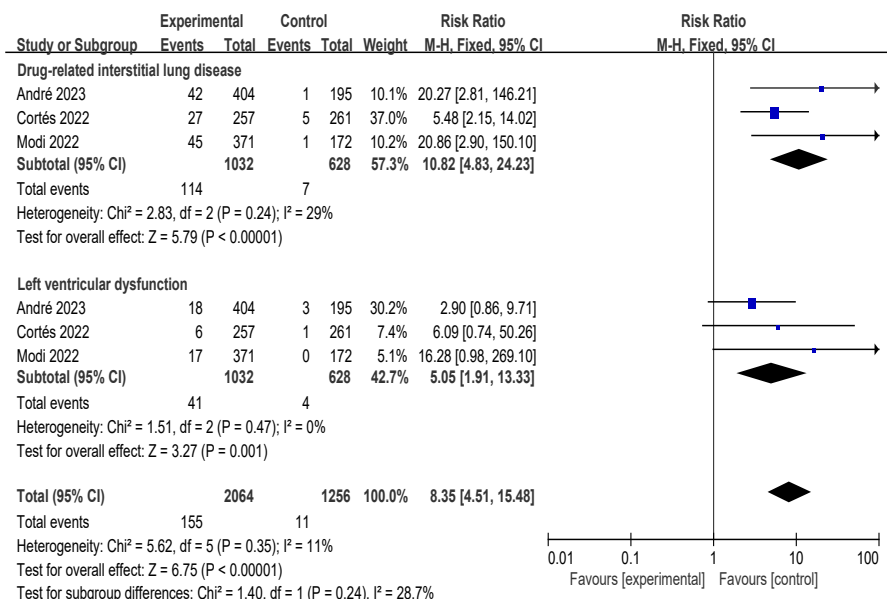 Experimental Control Risk Ratio Risk Ratio
Study or Subgroup Events Total Events Total Weight M-H, Fixed, 95% CI M-H, Fixed, 95% CI
Drug-related interstitial lung disease
André 2023 42 404 1 195 10.1% 20.27 [2.81, 146.21]
Cortés 2022 27 257 5 261 37.0% 5.48 [2.15, 14.02]
Modi 2022 45 371 1 172 10.2% 20.86 [2.90, 150.10]
Subtotal (95% CI) 1032 628 57.3% 10.82 [4.83, 24.23]
Total events 114 7
Heterogeneity: Chi² = 2.83, df = 2 (P = 0.24); I² = 29%
Test for overall effect: Z = 5.79 (P < 0.00001)
Left ventricular dysfunction
André 2023 18 404 3 195 30.2% 2.90 [0.86, 9.71]
Cortés 2022 6 257 1 261 7.4% 6.09 [0.74, 50.26]
Modi 2022 17 371 0 172 5.1% 16.28 [0.98, 269.10]
Subtotal (95% CI) 1032 628 42.7% 5.05 [1.91, 13.33]
Total events 41 4
Heterogeneity: Chi² = 1.51, df = 2 (P = 0.47); I² = 0%
Test for overall effect: Z = 3.27 (P = 0.001)
Total (95% CI) 2064 1256 100.0% 8.35 [4.51, 15.48]
Total events 155 11
Heterogeneity: Chi² = 5.62, df = 5 (P = 0.35); I² = 11%
Test for overall effect: Z = 6.75 (P < 0.00001)
Test for subgroup differences: Chi² = 1.40, df = 1 (P = 0.24), I² = 28.7%
0.01 0.1 1 10 100
Favours [experimental] Favours [control]